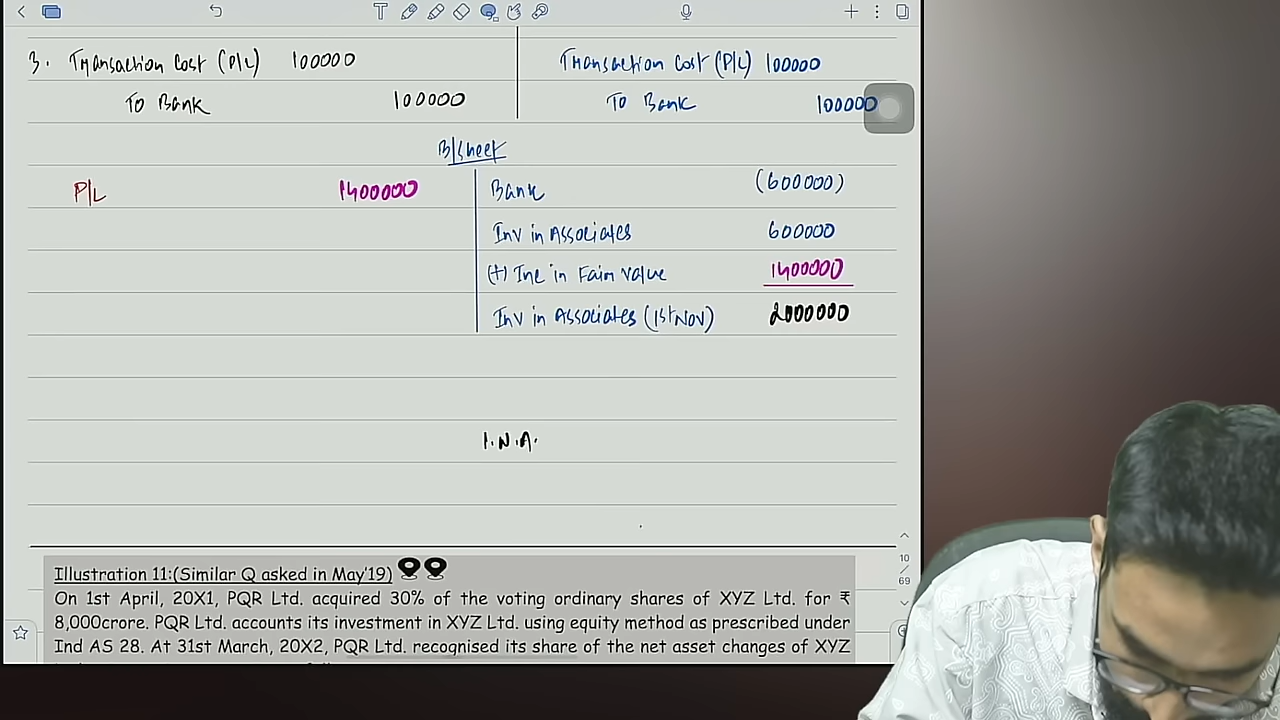 3. Transaction Cost (P/L) 100000
To Bank 100000
Transaction Cost (P/L) 100000
To Bank 100000
B/Sheet
P/L 1400000
Bank (600000)
Inv in Associates 600000
(+) Inc in Fair Value 1400000
Inv in Associates (1st Nov) 2000000
I.N.A.
Illustration 11:(Similar Q asked in May'19)
On 1st April, 20X1, PQR Ltd. acquired 30% of the voting ordinary shares of XYZ Ltd. for ₹
8,000crore. PQR Ltd. accounts its investment in XYZ Ltd. using equity method as prescribed under
Ind AS 28. At 31st March, 20X2, PQR Ltd. recognised its share of the net asset changes of XYZ
10
69